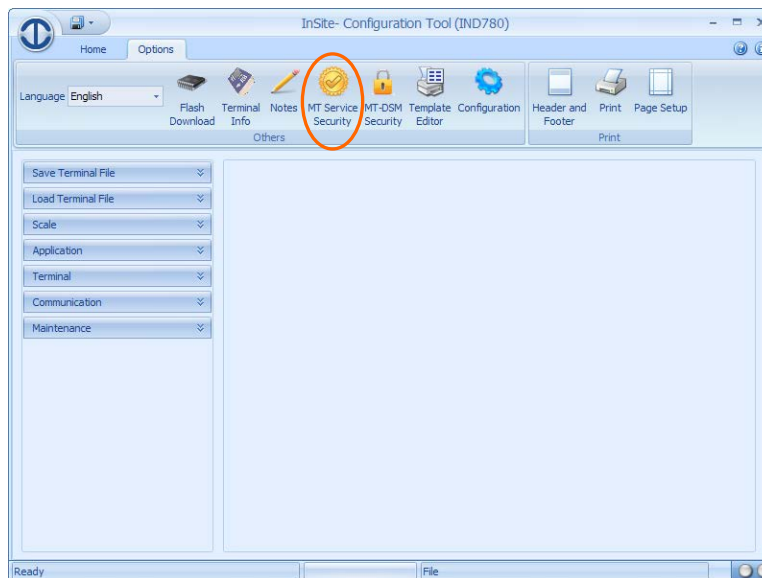 InSite- Configuration Tool (IND780)
Home Options
Language English
Flash Download
Terminal Info
Notes
MT Service Security
MT-DSM Security
Template Editor
Configuration
Header and Footer
Print
Page Setup
Others
Print
Save Terminal File
Load Terminal File
Scale
Application
Terminal
Communication
Maintenance
Ready
File